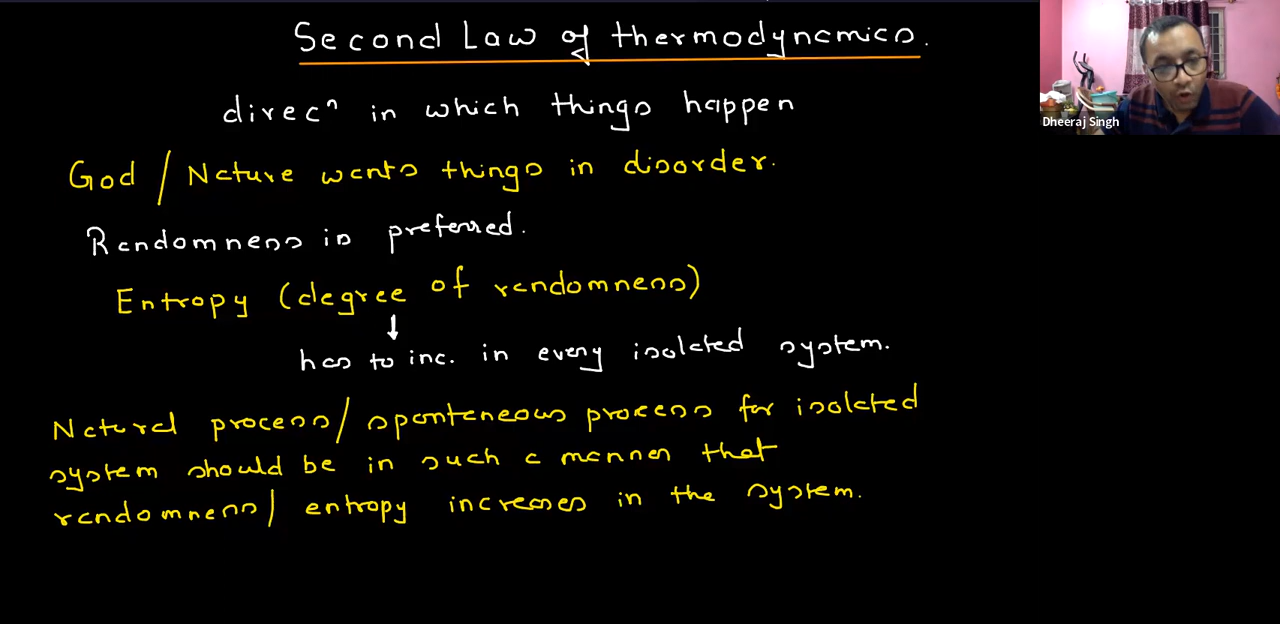 Second Law of thermodynamics.
direcⁿ in which things happen
Dheeraj Singh
God / Nature wants things in disorder.
Randomness is preferred.
Entropy (degree of randomness)
has to inc. in every isolated system.
Natural process/ spontaneous process for isolated
system should be in such a manner that
randomness/ entropy increases in the system.